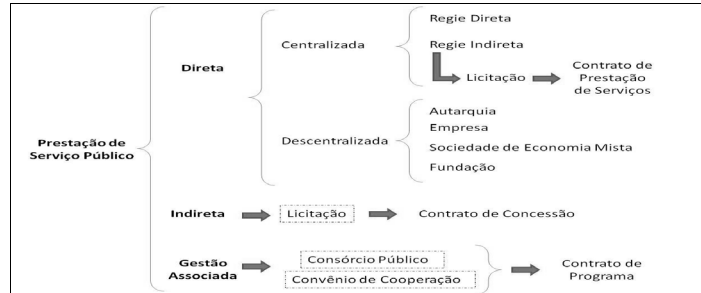 Prestação de
Serviço Público
Direta
Centralizada
Regie Direta
Regie Indireta
Licitação
Contrato de
Prestação
de Serviços
Descentralizada
Autarquia
Empresa
Sociedade de Economia Mista
Fundação
Indireta
Licitação
Contrato de Concessão
Gestão
Associada
Consórcio Público
Convênio de Cooperação
Contrato de
Programa